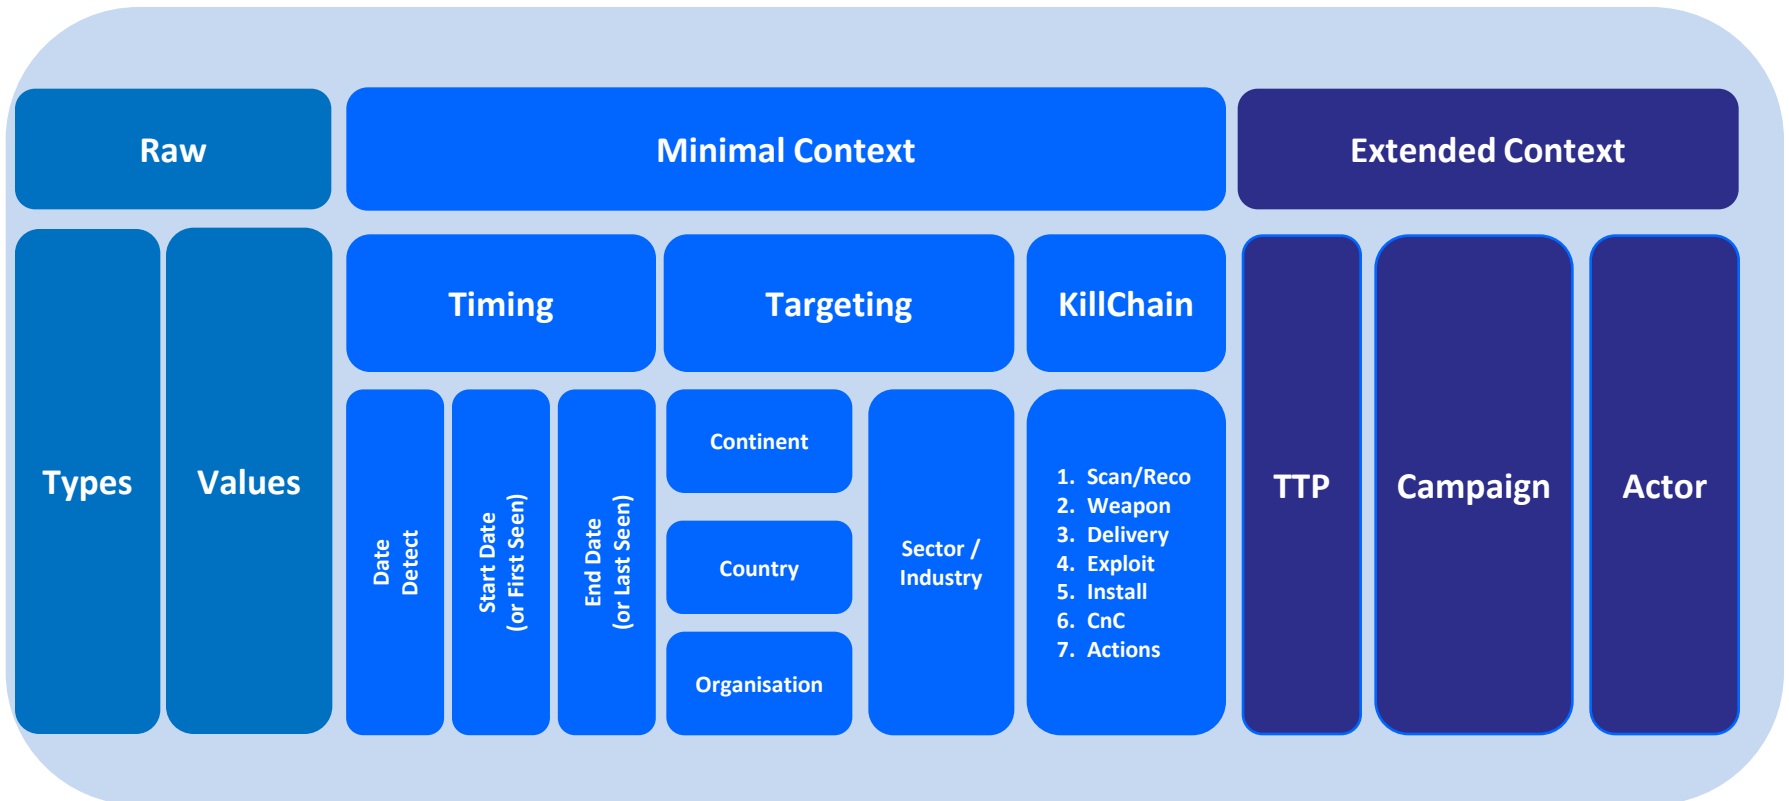 Raw
Minimal Context
Extended Context
Types
Values
Timing
Targeting
KillChain
TTP
Campaign
Actor
Date
Detect
Start Date
(or First Seen)
End Date
(or Last Seen)
Continent
Country
Organisation
Sector /
Industry
1. Scan/Reco
2. Weapon
3. Delivery
4. Exploit
5. Install
6. CnC
7. Actions